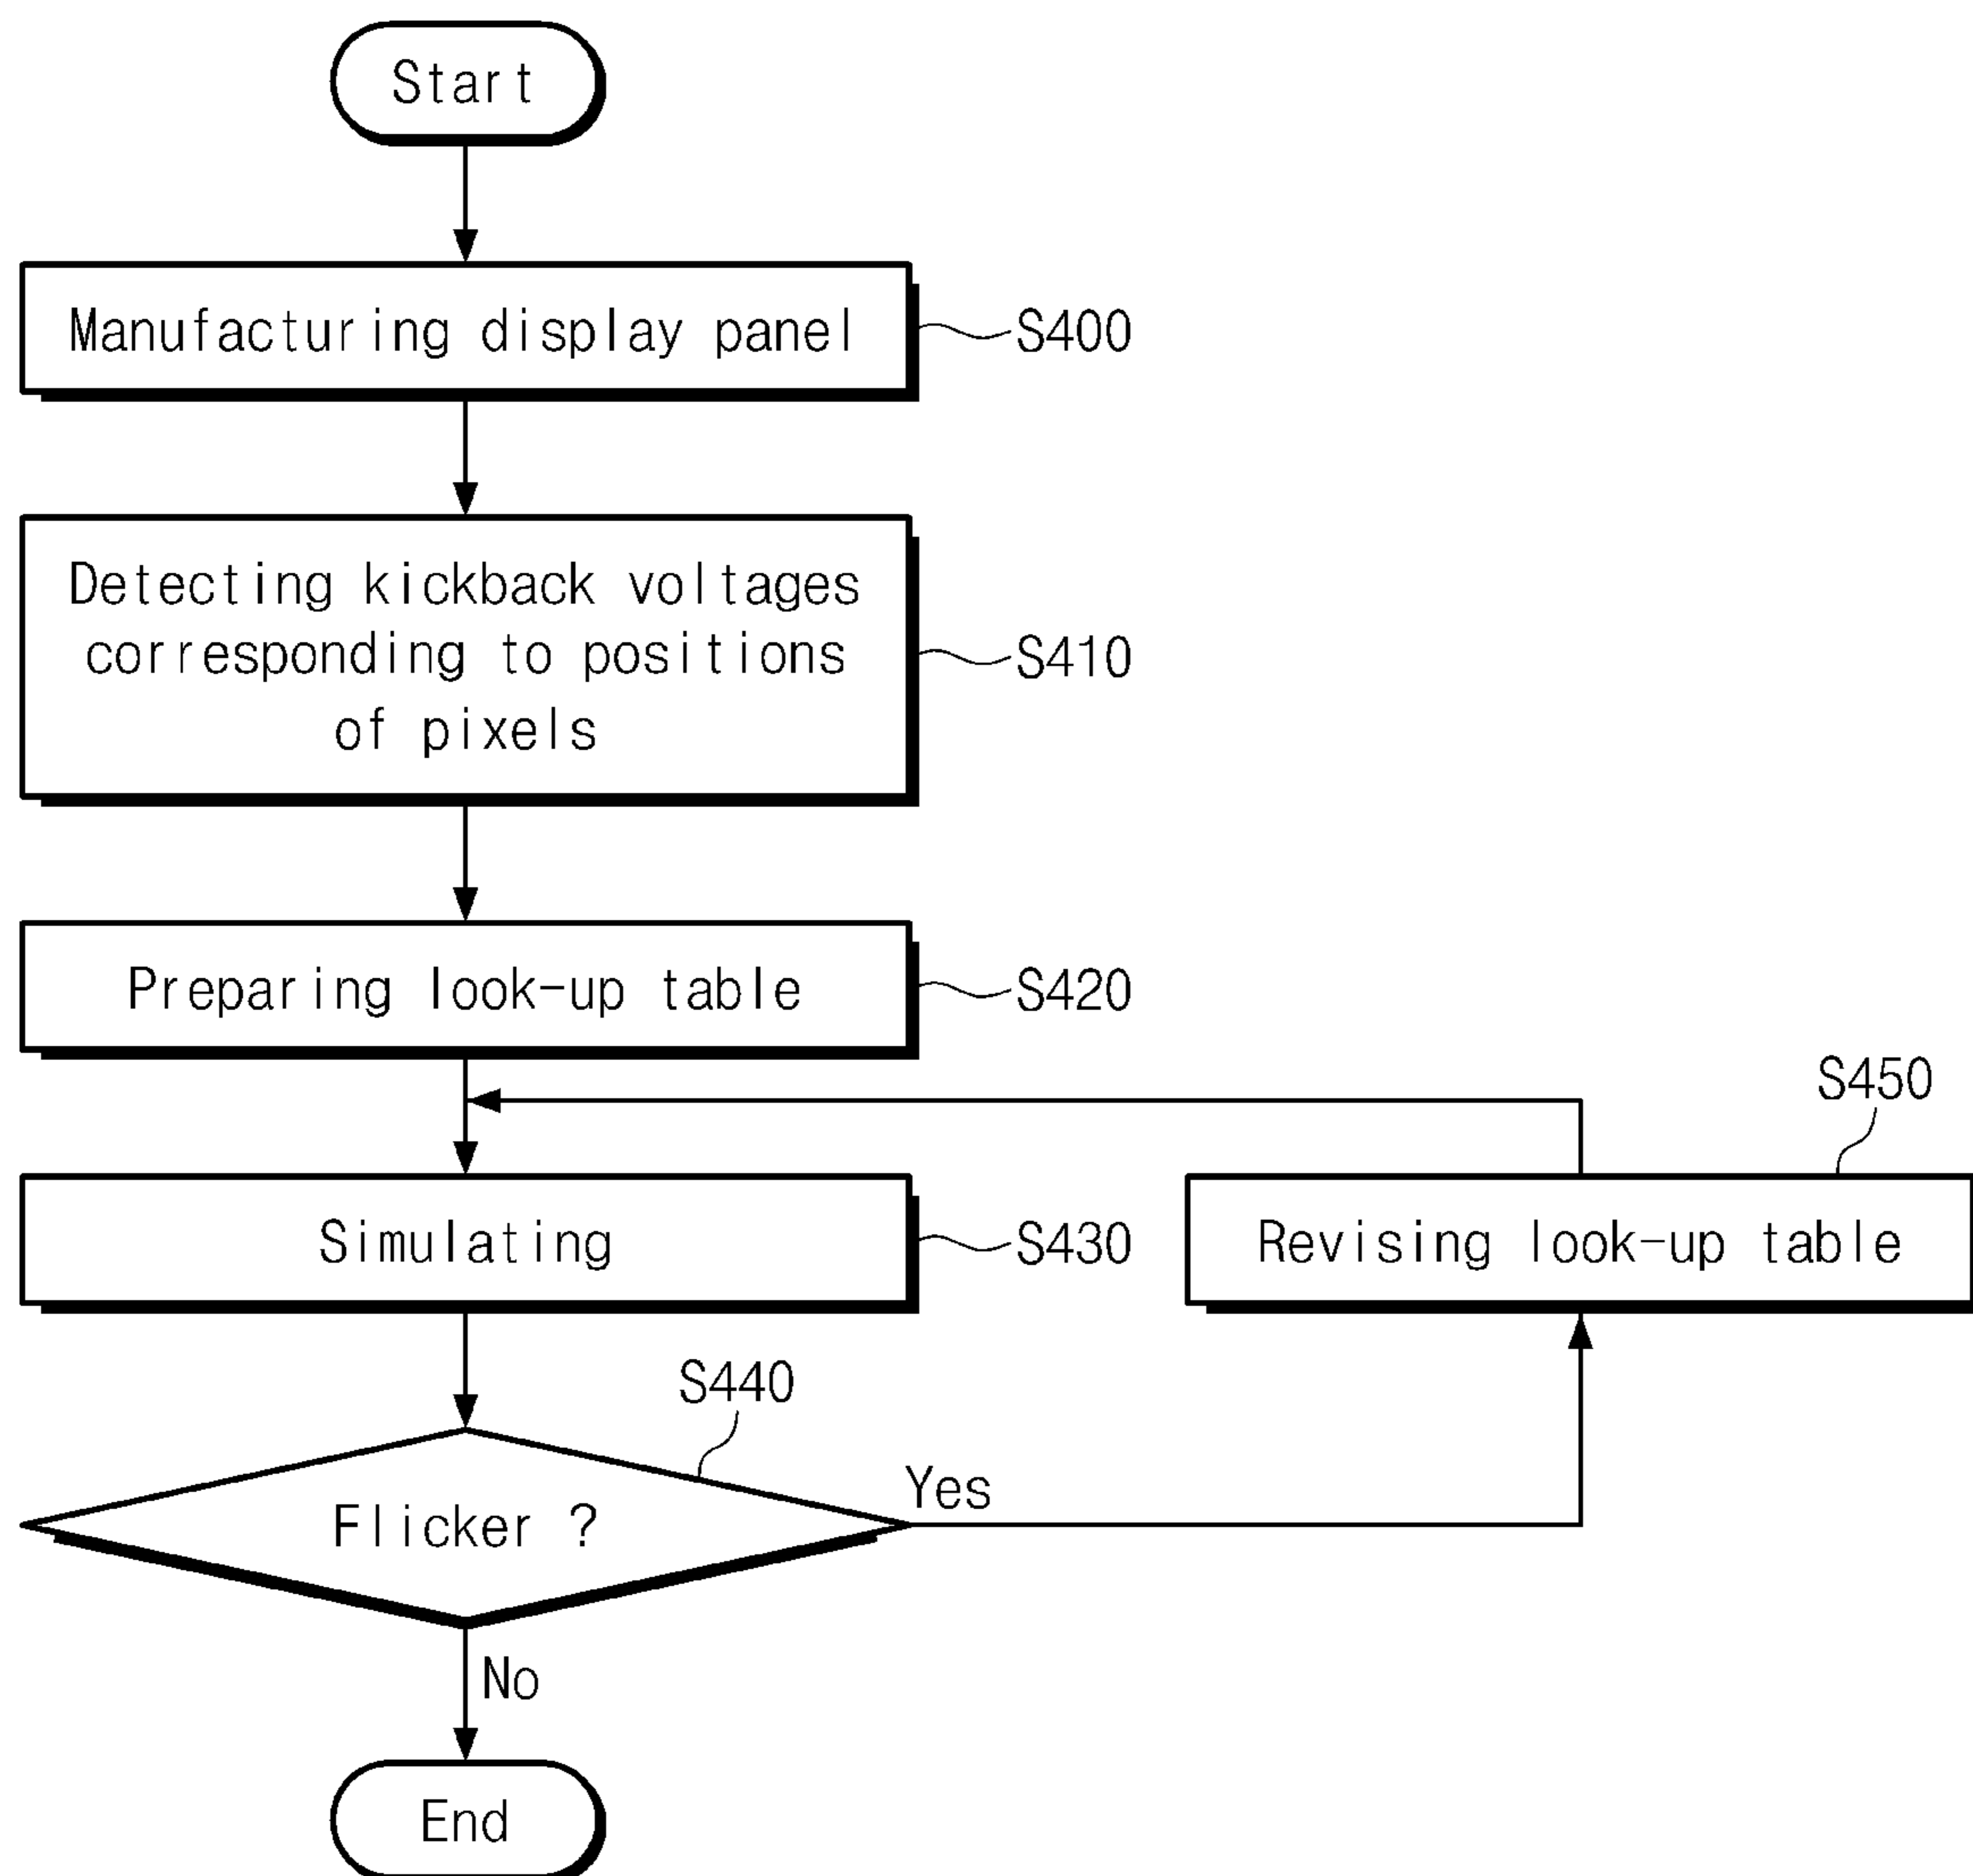 Start
Manufacturing display panel
S400
Detecting kickback voltages
corresponding to positions
of pixels
S410
Preparing look-up table
S420
S450
Simulating
S430
Revising look-up table
S440
Flicker ?
Yes
No
End